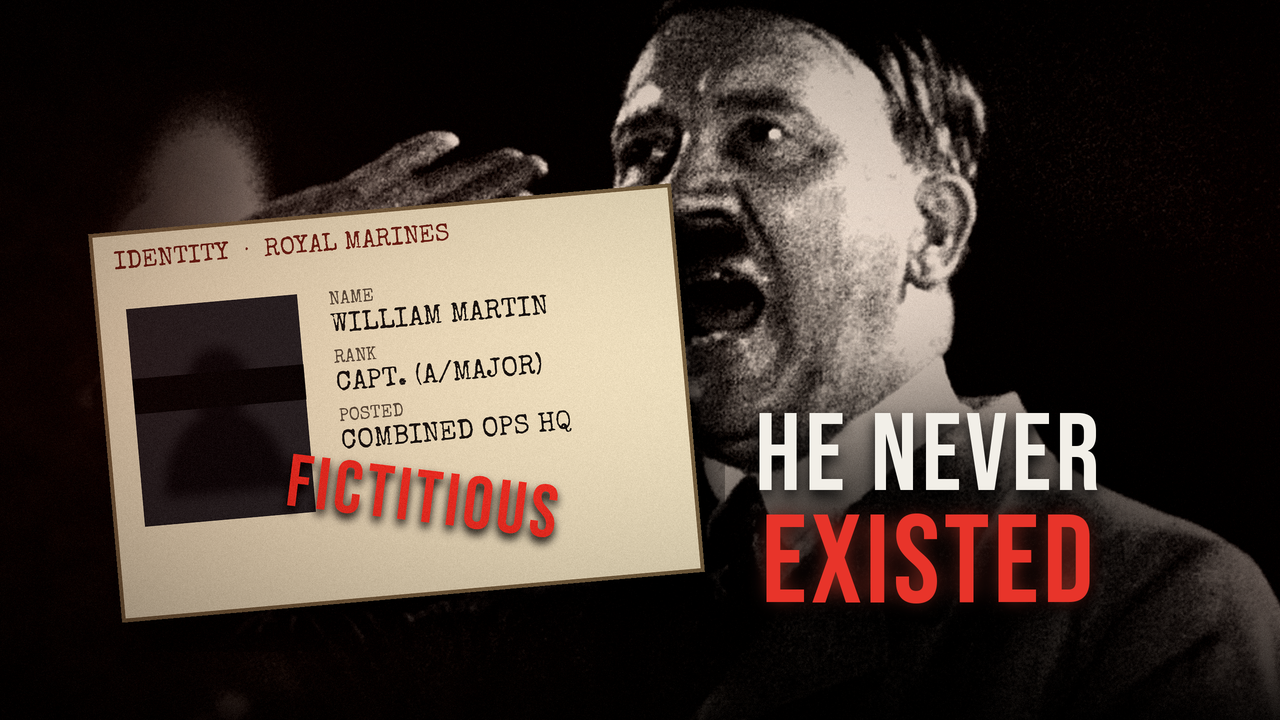 IDENTITY · ROYAL MARINES
NAME
WILLIAM MARTIN
RANK
CAPT. (A/MAJOR)
POSTED
COMBINED OPS HQ
FICTITIOUS
HE NEVER
EXISTED